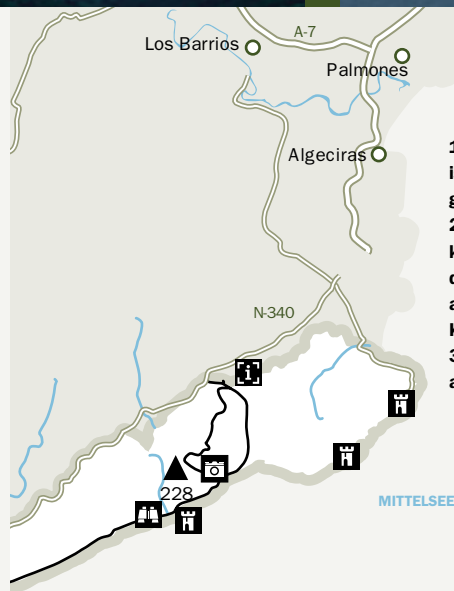 A-7
Los Barrios
Palmones
Algeciras
N-340
i
228
MITTELSEE